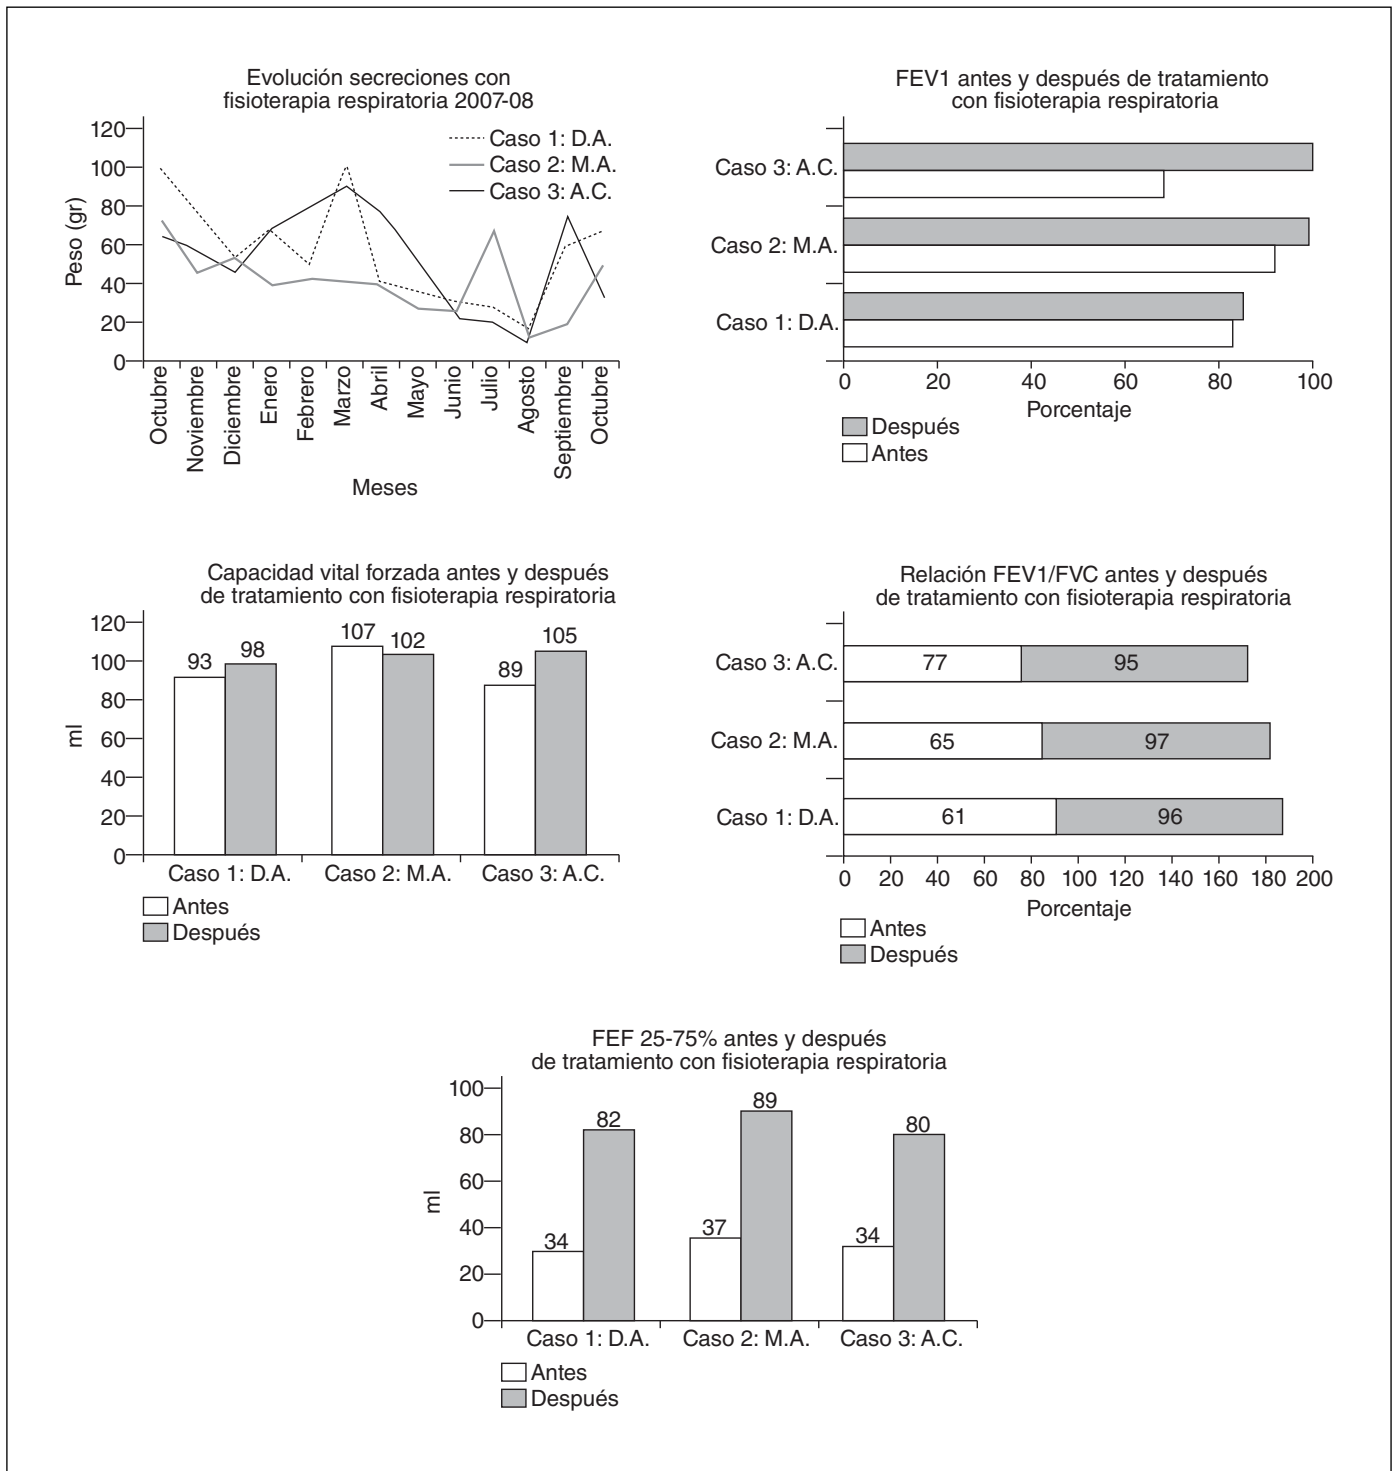 Evolución secreciones con
fisioterapia respiratoria 2007-08
120
100
80
60
40
20
0
Peso (gr)
Caso 1: D.A.
Caso 2: M.A.
Caso 3: A.C.
Octubre
Noviembre
Diciembre
Enero
Febrero
Marzo
Abril
Mayo
Junio
Julio
Agosto
Septiembre
Octubre
Meses
FEV1 antes y después de tratamiento
con fisioterapia respiratoria
Caso 3: A.C.
Caso 2: M.A.
Caso 1: D.A.
0 20 40 60 80 100
Porcentaje
Después
Antes
Capacidad vital forzada antes y después
de tratamiento con fisioterapia respiratoria
120
100
80
60
40
20
0
ml
93 98 107 102 89 105
Caso 1: D.A. Caso 2: M.A. Caso 3: A.C.
Antes
Después
Relación FEV1/FVC antes y después
de tratamiento con fisioterapia respiratoria
Caso 3: A.C. 77 95
Caso 2: M.A. 65 97
Caso 1: D.A. 61 96
0 20 40 60 80 100 120 140 160 180 200
Porcentaje
Antes
Después
FEF 25-75% antes y después
de tratamiento con fisioterapia respiratoria
100
80
60
40
20
0
ml
34 82 37 89 34 80
Caso 1: D.A. Caso 2: M.A. Caso 3: A.C.
Antes
Después